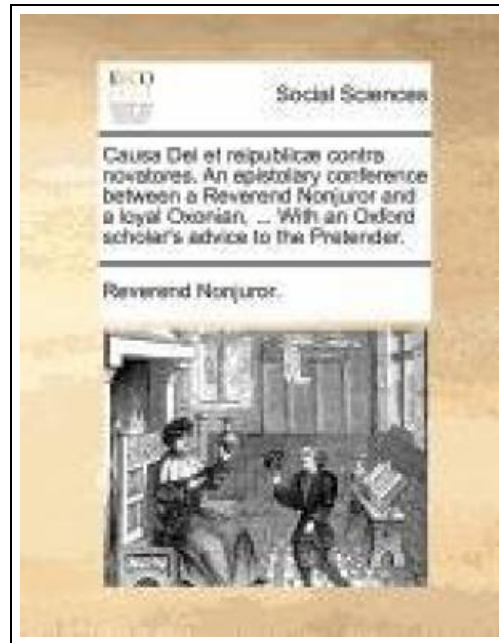 ECCO
Social Sciences
Causa Dei et reipublicæ contra
novatores. An epistolary conference
between a Reverend Nonjuror and
a loyal Oxonian, ... With an Oxford
scholar's advice to the Pretender.
Reverend Nonjuror.